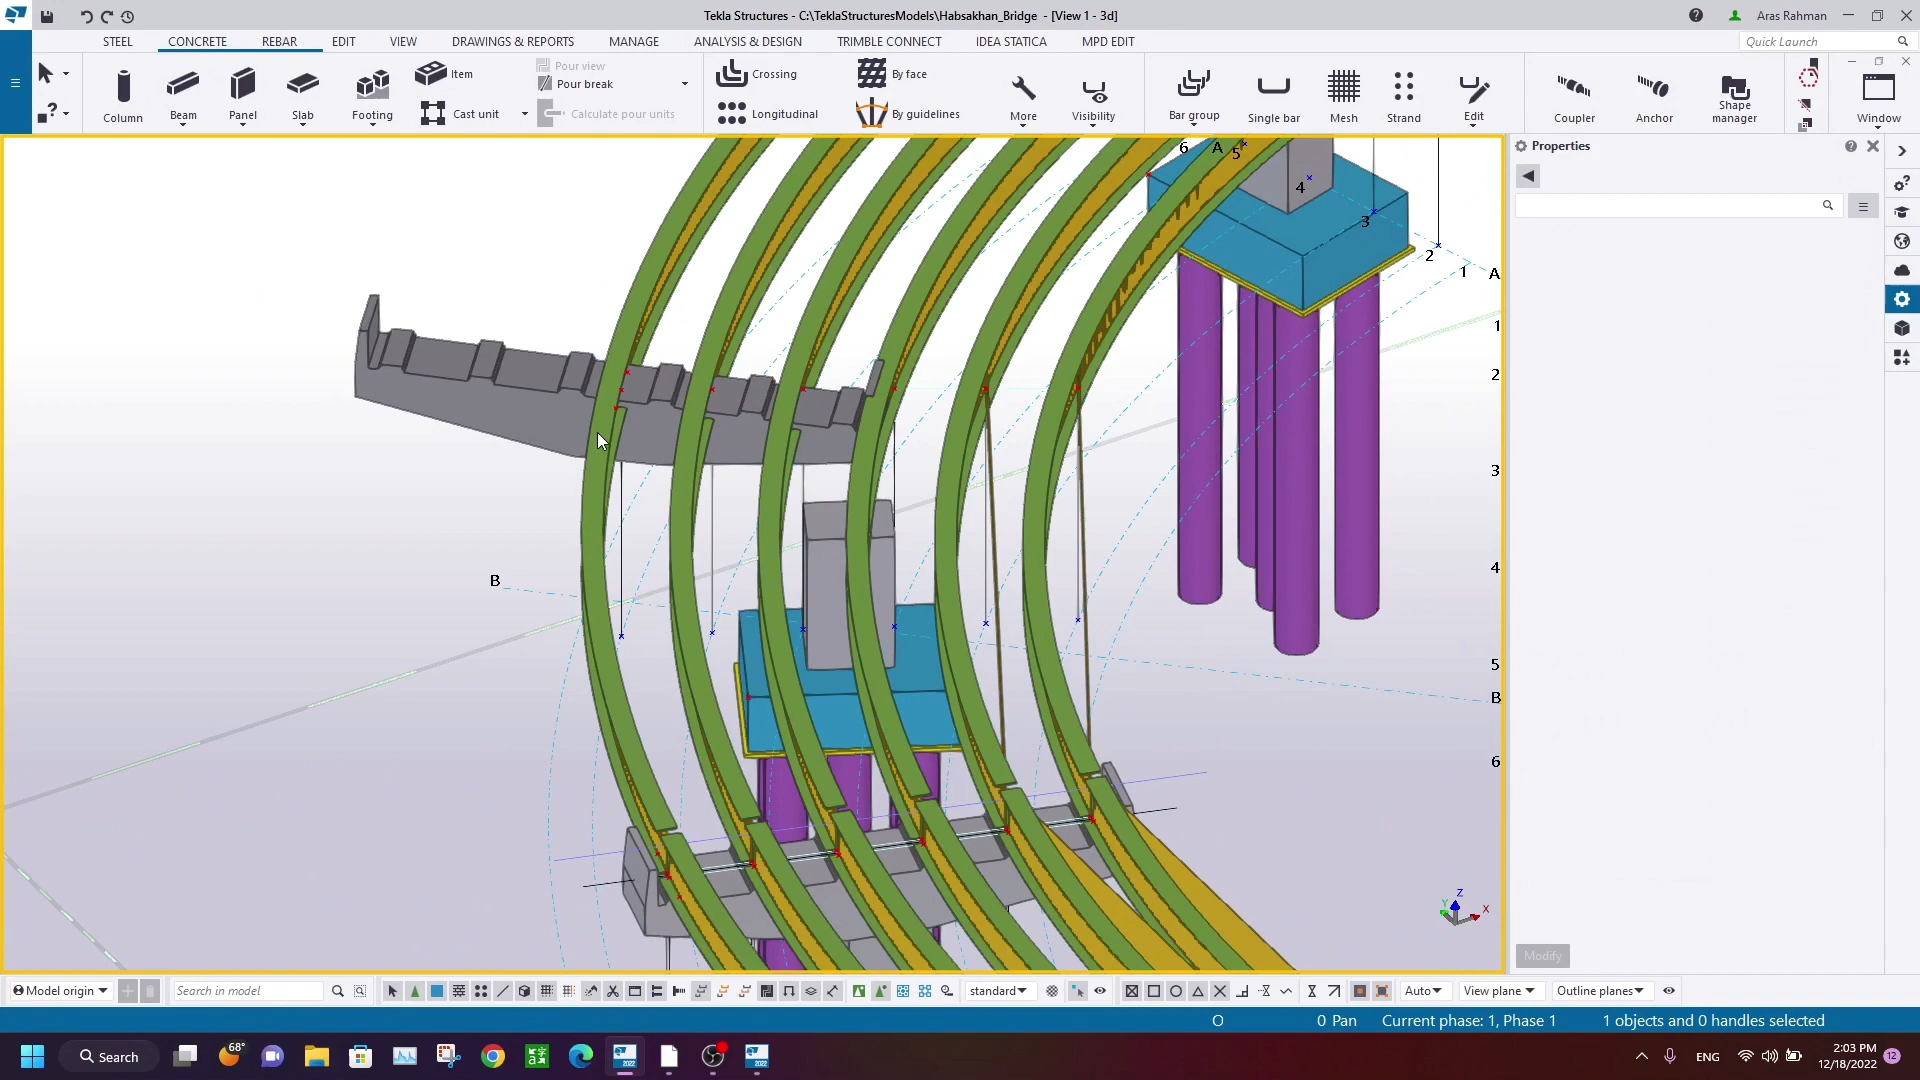 Tekla Structures - C:\TeklaStructuresModels\Habsakhan_Bridge - [View 1 - 3d]
Aras Rahman
STEEL CONCRETE REBAR EDIT VIEW DRAWINGS & REPORTS MANAGE ANALYSIS & DESIGN TRIMBLE CONNECT IDEA STATICA MPD EDIT
Quick Launch
Column
Beam
Panel
Slab
Footing
Item
Cast unit
Pour view
Pour break
Calculate pour units
Crossing
Longitudinal
By face
By guidelines
More
Visibility
Bar group
Single bar
Mesh
Strand
Edit
Coupler
Anchor
Shape manager
Window
Properties
6 A 5
4
3
2
1
A
1
2
3
4
5
B
6
B
Z
Y X
Modify
Model origin
Search in model
standard
Auto
View plane
Outline planes
O 0 Pan Current phase: 1, Phase 1 1 objects and 0 handles selected
68°
Search
2022
2022
ENG
2:03 PM
12/18/2022
12